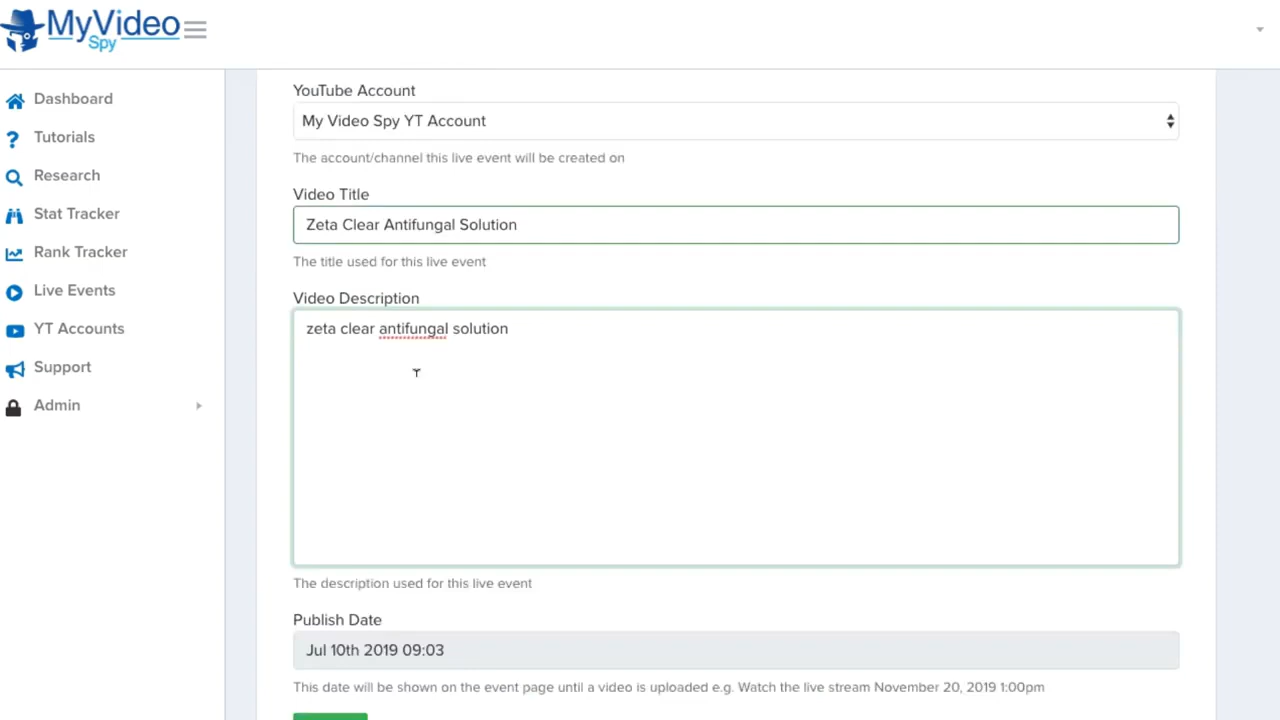 MyVideo
Spy
Dashboard
Tutorials
Research
Stat Tracker
Rank Tracker
Live Events
YT Accounts
Support
Admin
YouTube Account
My Video Spy YT Account
The account/channel this live event will be created on
Video Title
Zeta Clear Antifungal Solution
The title used for this live event
Video Description
zeta clear antifungal solution
The description used for this live event
Publish Date
Jul 10th 2019 09:03
This date will be shown on the event page until a video is uploaded e.g. Watch the live stream November 20, 2019 1:00pm